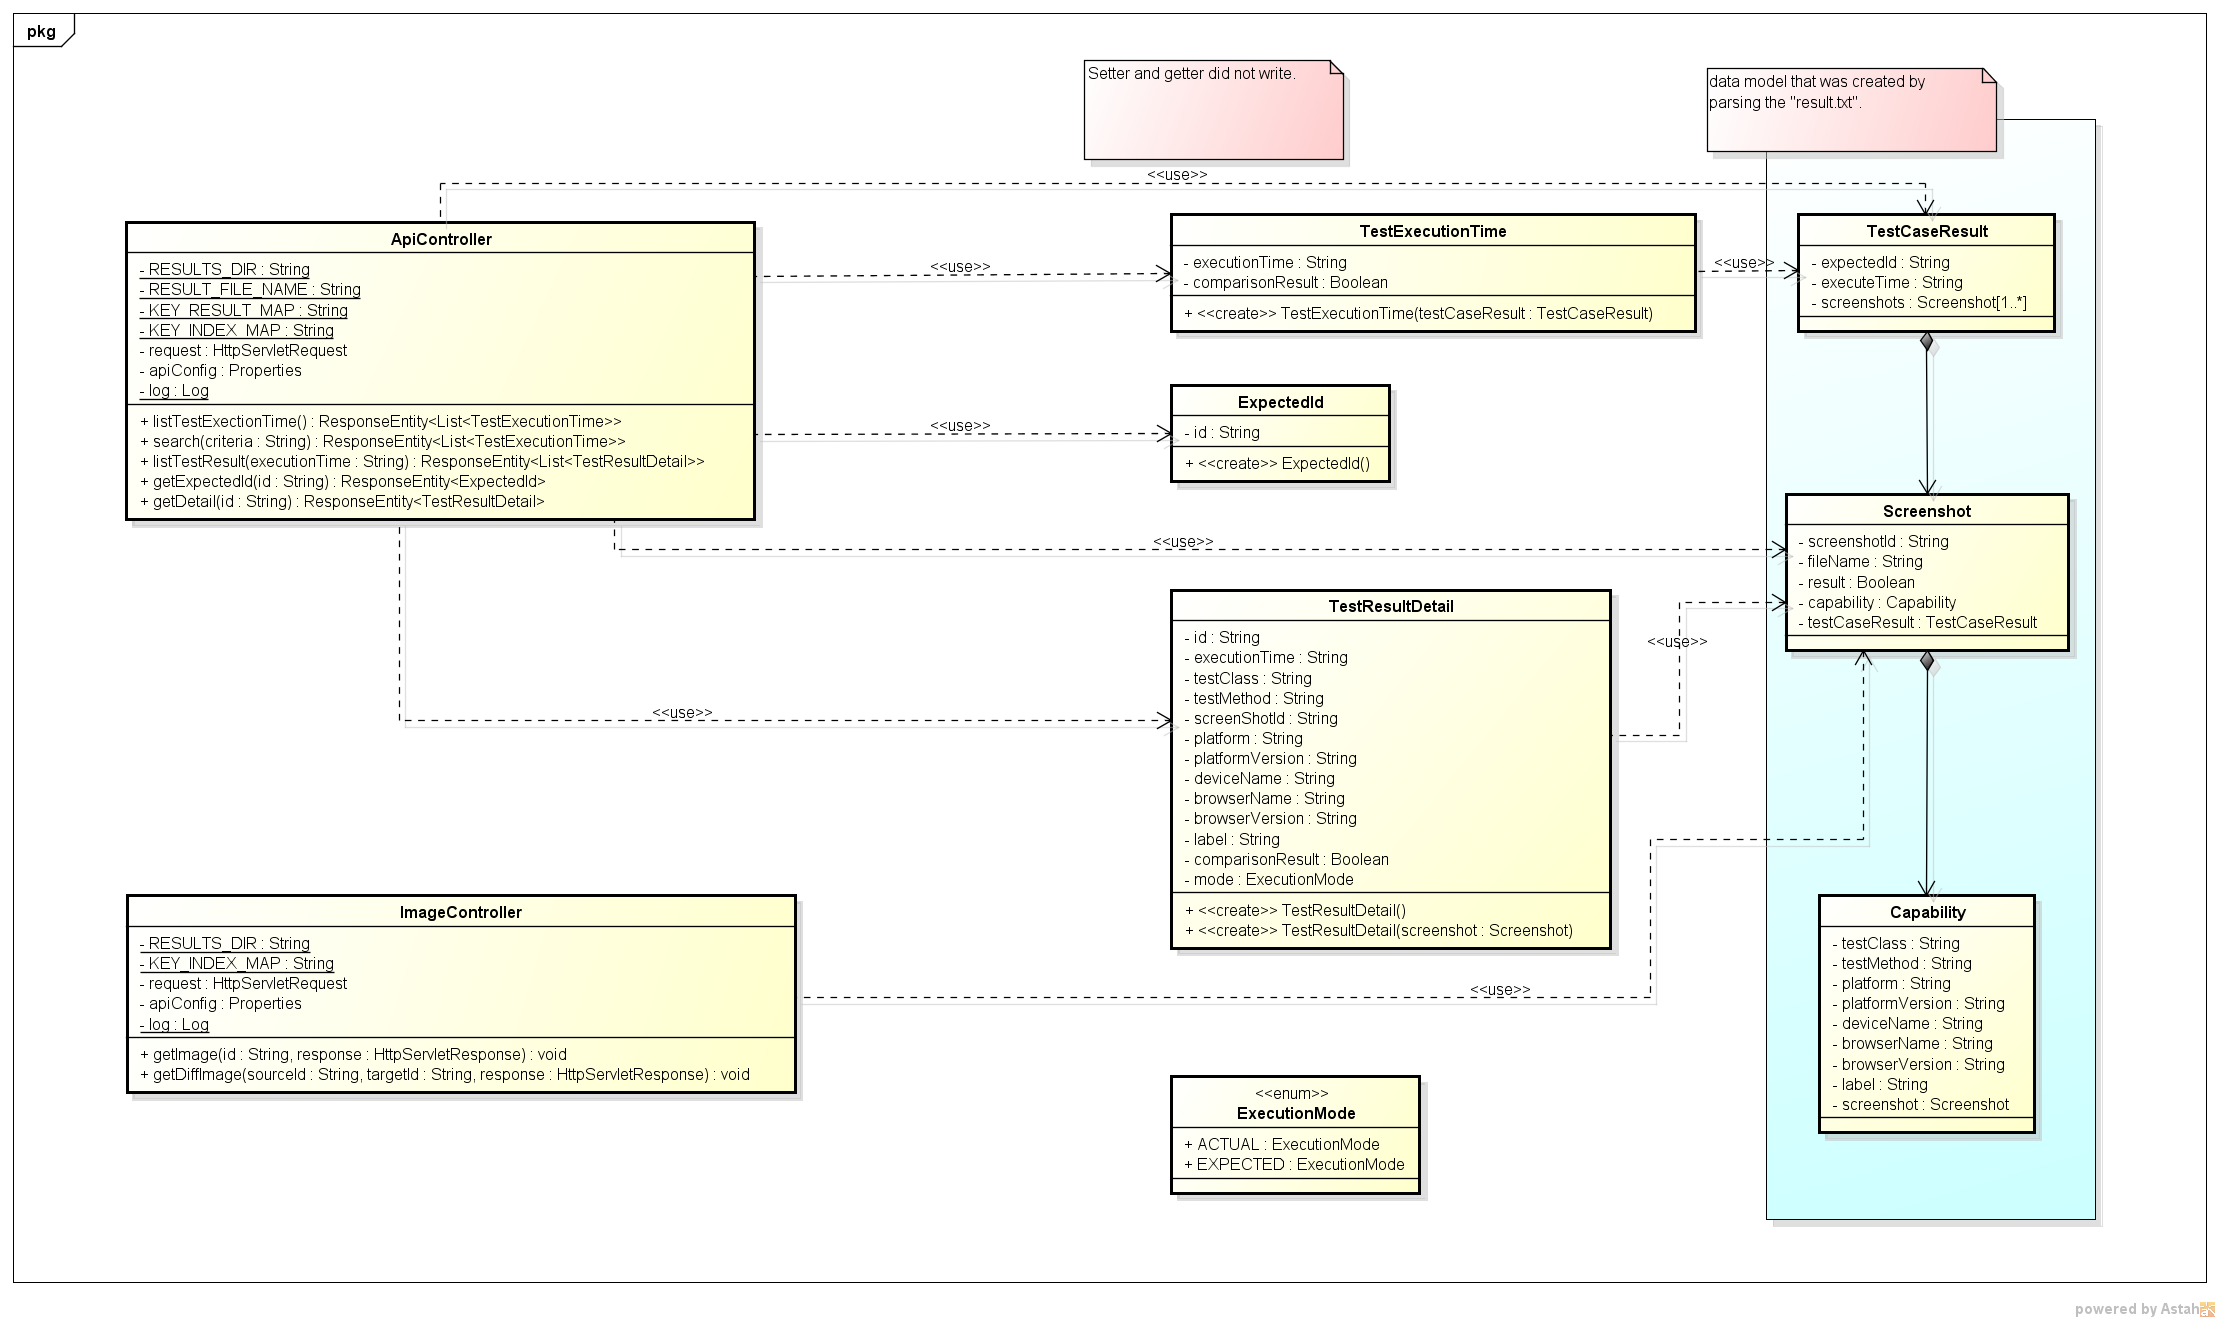 pkg
Setter and getter did not write.
data model that was created by
parsing the "result.txt".
<<use>>
ApiController
- RESULTS_DIR : String
- RESULT_FILE_NAME : String
- KEY_RESULT_MAP : String
- KEY_INDEX_MAP : String
- request : HttpServletRequest
- apiConfig : Properties
- log : Log
+ listTestExectionTime() : ResponseEntity<List<TestExecutionTime>>
+ search(criteria : String) : ResponseEntity<List<TestExecutionTime>>
+ listTestResult(executionTime : String) : ResponseEntity<List<TestResultDetail>>
+ getExpectedId(id : String) : ResponseEntity<ExpectedId>
+ getDetail(id : String) : ResponseEntity<TestResultDetail>
<<use>>
TestExecutionTime
- executionTime : String
- comparisonResult : Boolean
+ <<create>> TestExecutionTime(testCaseResult : TestCaseResult)
<<use>>
TestCaseResult
- expectedId : String
- executeTime : String
- screenshots : Screenshot[1..*]
<<use>>
ExpectedId
- id : String
+ <<create>> ExpectedId()
<<use>>
Screenshot
- screenshotId : String
- fileName : String
- result : Boolean
- capability : Capability
- testCaseResult : TestCaseResult
<<use>>
TestResultDetail
- id : String
- executionTime : String
- testClass : String
- testMethod : String
- screenShotId : String
- platform : String
- platformVersion : String
- deviceName : String
- browserName : String
- browserVersion : String
- label : String
- comparisonResult : Boolean
- mode : ExecutionMode
+ <<create>> TestResultDetail()
+ <<create>> TestResultDetail(screenshot : Screenshot)
<<use>>
ImageController
- RESULTS_DIR : String
- KEY_INDEX_MAP : String
- request : HttpServletRequest
- apiConfig : Properties
- log : Log
+ getImage(id : String, response : HttpServletResponse) : void
+ getDiffImage(sourceId : String, targetId : String, response : HttpServletResponse) : void
<<use>>
Capability
- testClass : String
- testMethod : String
- platform : String
- platformVersion : String
- deviceName : String
- browserName : String
- browserVersion : String
- label : String
- screenshot : Screenshot
<<enum>>
ExecutionMode
+ ACTUAL : ExecutionMode
+ EXPECTED : ExecutionMode
powered by Astah